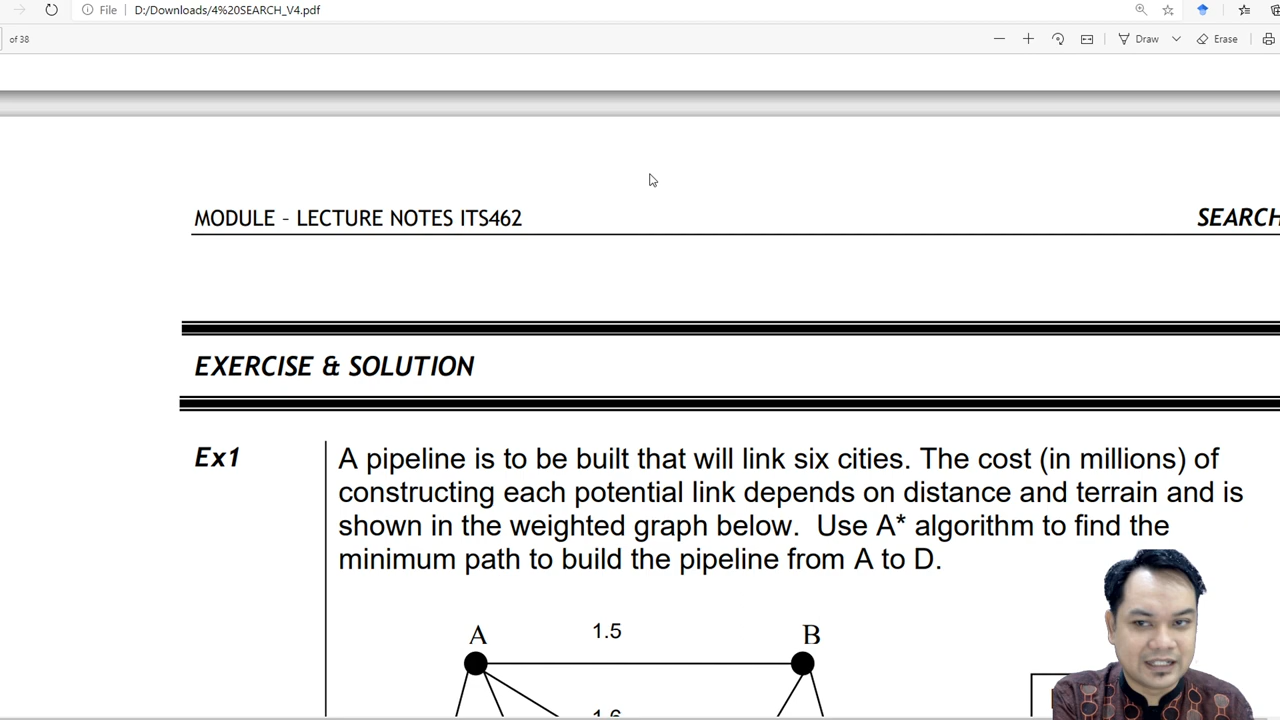 File D:/Downloads/4%20SEARCH_V4.pdf
of 38
Draw
Erase
MODULE – LECTURE NOTES ITS462
SEARCH
EXERCISE & SOLUTION
Ex1
A pipeline is to be built that will link six cities. The cost (in millions) of
constructing each potential link depends on distance and terrain and is
shown in the weighted graph below. Use A* algorithm to find the
minimum path to build the pipeline from A to D.
A
1.5
B